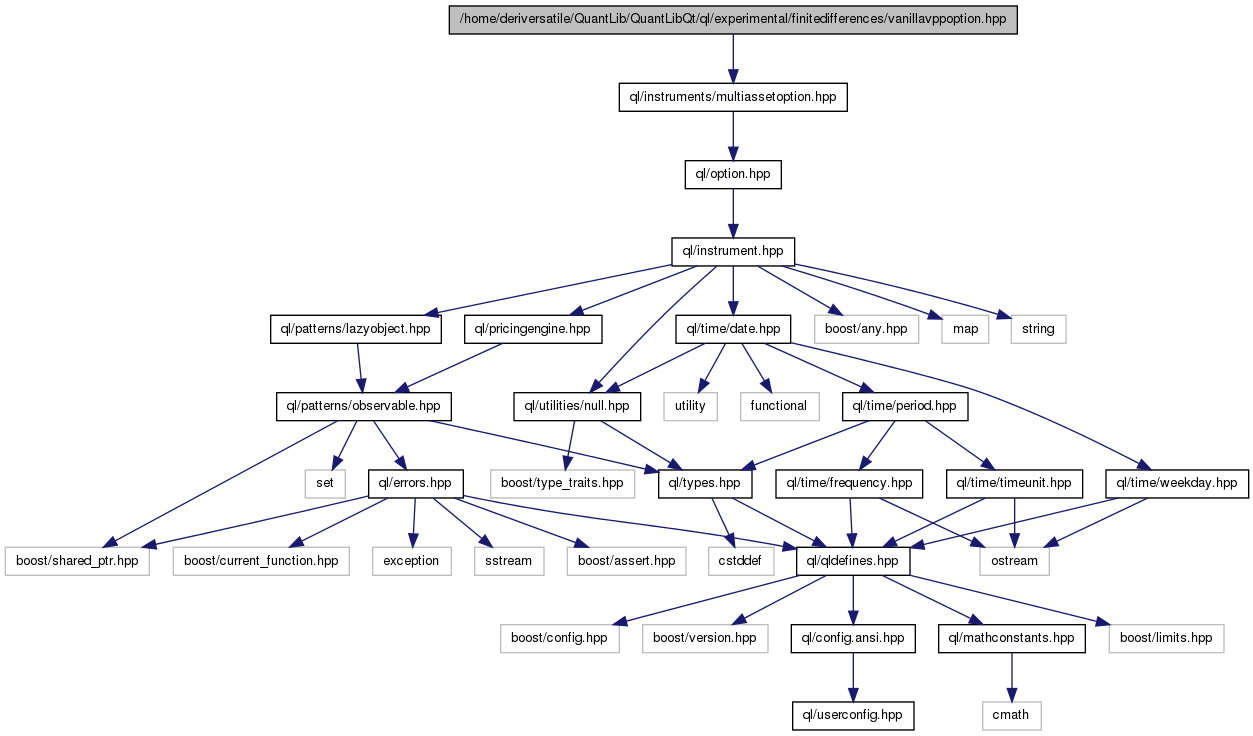 /home/deriversatile/QuantLib/QuantLibQt/ql/experimental/finitedifferences/vanillavppoption.hpp
ql/instruments/multiassetoption.hpp
ql/option.hpp
ql/instrument.hpp
ql/patterns/lazyobject.hpp
ql/pricingengine.hpp
ql/time/date.hpp
boost/any.hpp
map
string
ql/patterns/observable.hpp
ql/utilities/null.hpp
utility
functional
ql/time/period.hpp
set
ql/errors.hpp
boost/type_traits.hpp
ql/types.hpp
ql/time/frequency.hpp
ql/time/timeunit.hpp
ql/time/weekday.hpp
boost/shared_ptr.hpp
boost/current_function.hpp
exception
sstream
boost/assert.hpp
cstddef
ql/qldefines.hpp
ostream
boost/config.hpp
boost/version.hpp
ql/config.ansi.hpp
ql/mathconstants.hpp
boost/limits.hpp
ql/userconfig.hpp
cmath